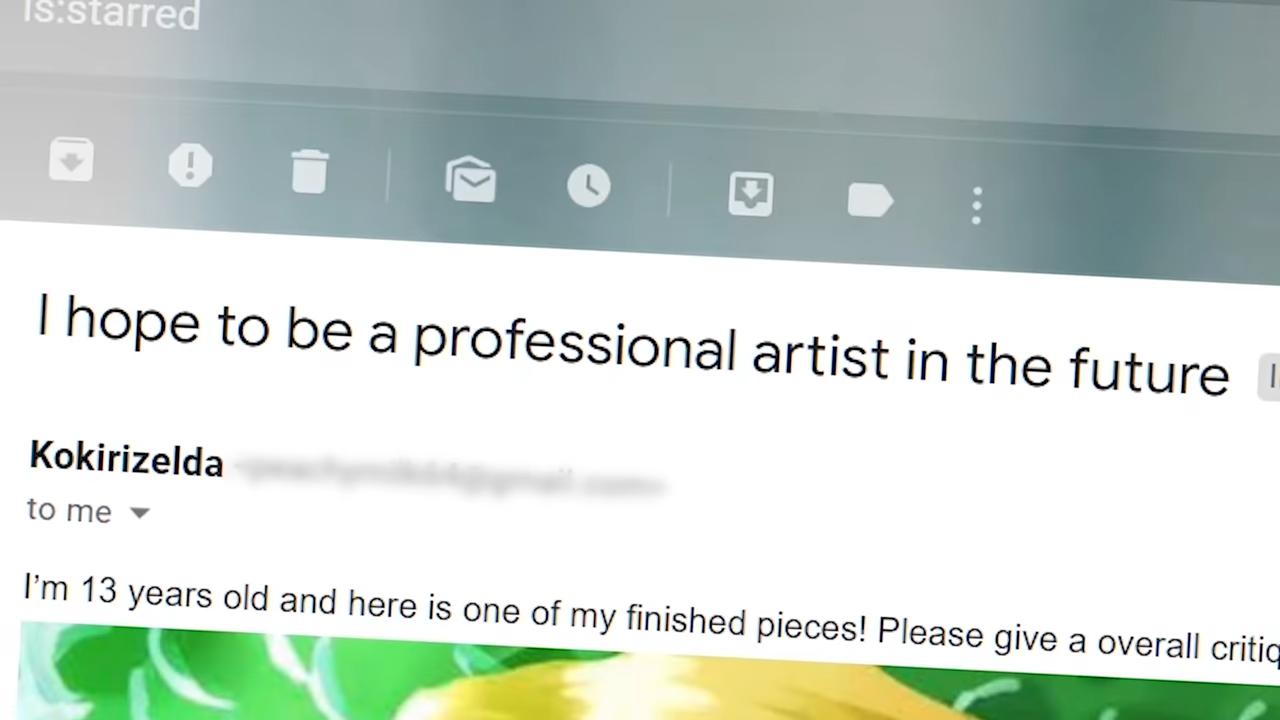 is:starred
I hope to be a professional artist in the future
Kokirizelda
to me
I'm 13 years old and here is one of my finished pieces! Please give a overall